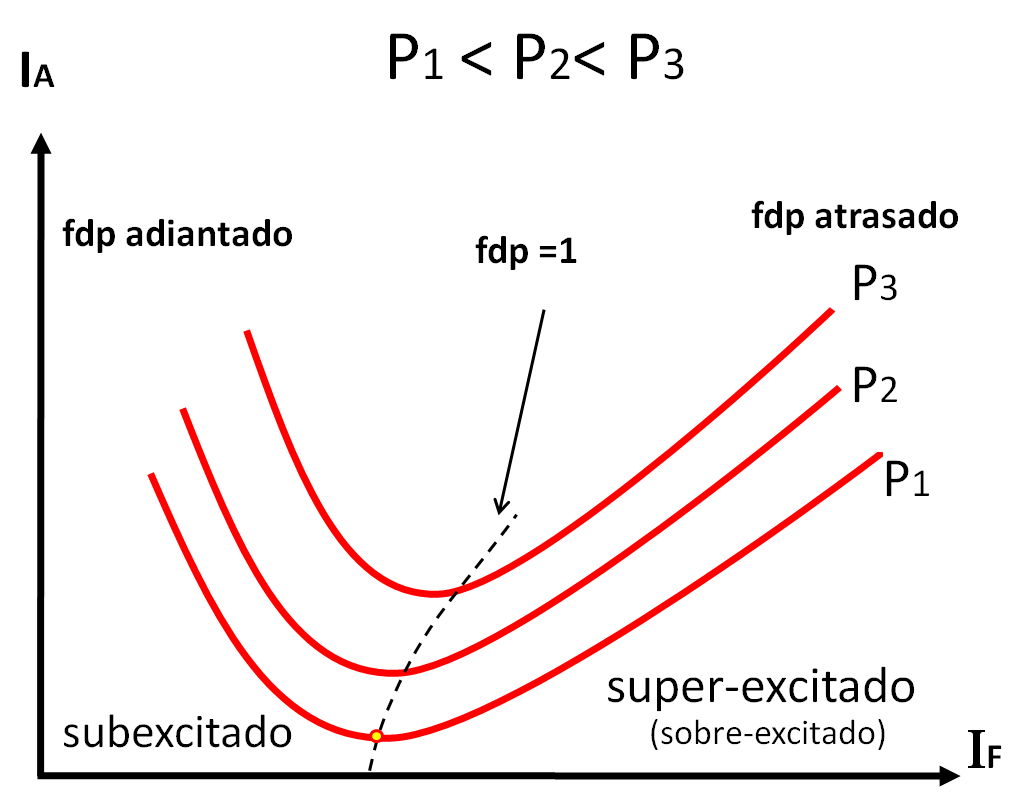 P1 < P2< P3
IA
fdp adiantado
fdp =1
fdp atrasado
P3
P2
P1
super-excitado
(sobre-excitado)
subexcitado
IF